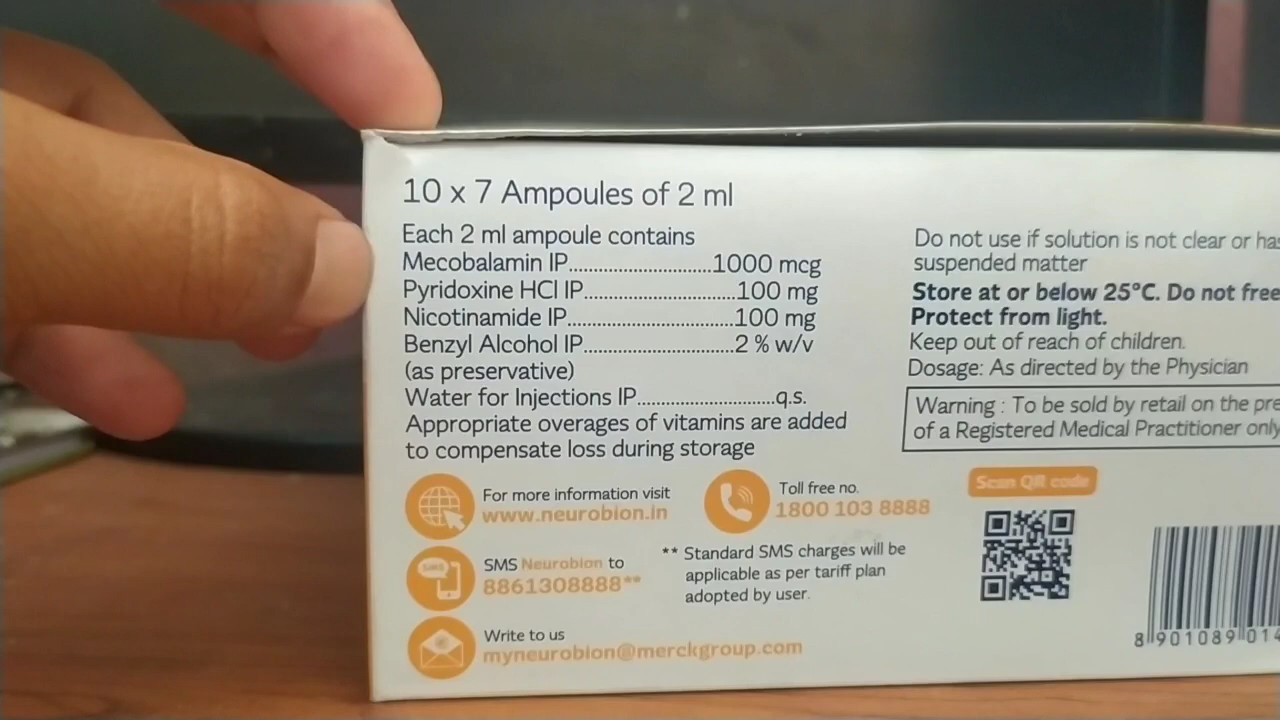 10 x 7 Ampoules of 2 ml
Each 2 ml ampoule contains
Mecobalamin IP..............................1000 mcg
Pyridoxine HCl IP................................100 mg
Nicotinamide IP...................................100 mg
Benzyl Alcohol IP................................2 % w/v
(as preservative)
Water for Injections IP.............................q.s.
Appropriate overages of vitamins are added
to compensate loss during storage
For more information visit
www.neurobion.in
Toll free no.
1800 103 8888
SMS Neurobion to
8861308888**
** Standard SMS charges will be
applicable as per tariff plan
adopted by user.
SMS
Write to us
myneurobion@merckgroup.com
Do not use if solution is not clear or
suspended matter
Store at or below 25°C. Do not
Protect from light.
Keep out of reach of children.
Dosage: As directed by the Physician
Warning : To be sold by retail on the
of a Registered Medical Practitioner only
Scan QR code
8 901089 014